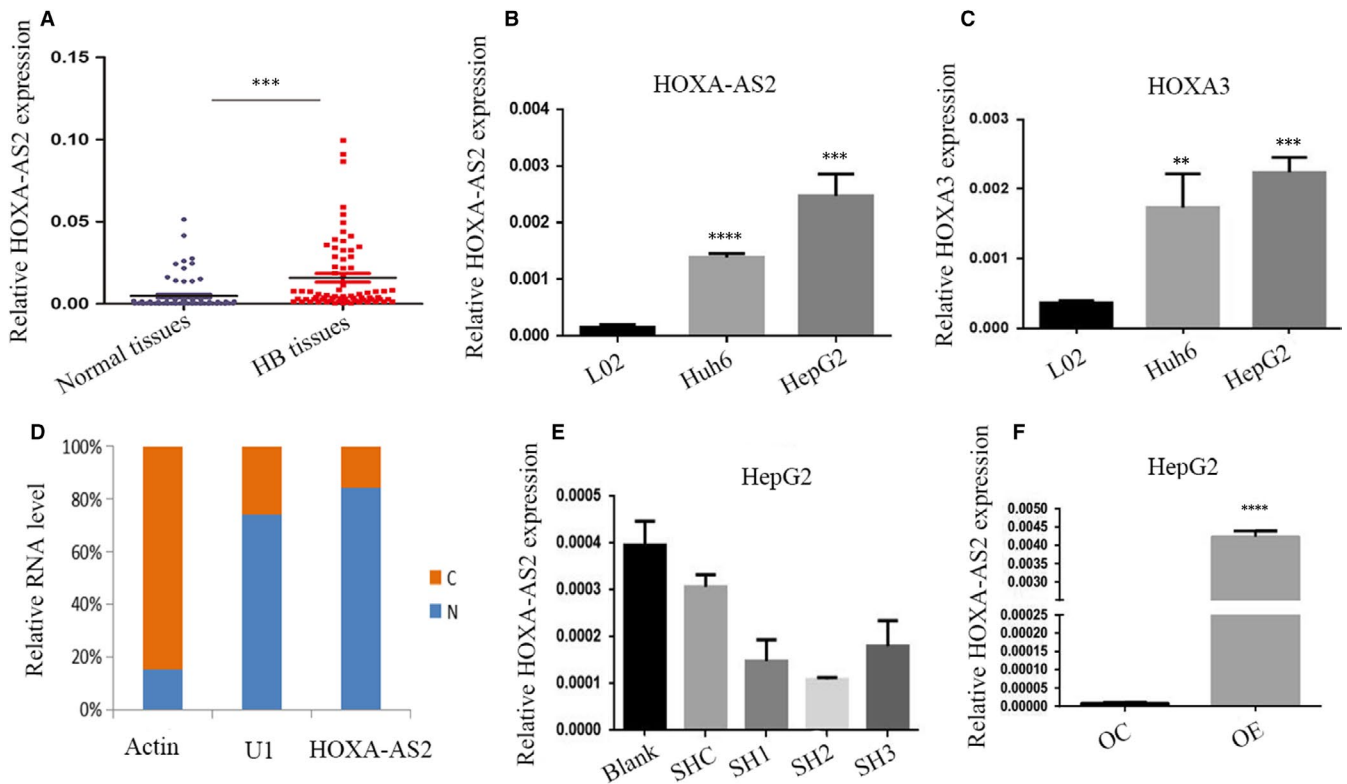 A
Relative HOXA-AS2 expression
0.15
0.10
0.05
0.00
***
Normal tissues
HB tissues
B
HOXA-AS2
Relative HOXA-AS2 expression
0.004
0.003
0.002
0.001
0.000
****
***
L02
Huh6
HepG2
C
HOXA3
Relative HOXA3 expression
0.003
0.002
0.001
0.000
**
***
L02
Huh6
HepG2
D
Relative RNA level
100%
80%
60%
40%
20%
0%
Actin
U1
HOXA-AS2
C
N
E
HepG2
Relative HOXA-AS2 expression
0.0005
0.0004
0.0003
0.0002
0.0001
0.0000
Blank
SHC
SH1
SH2
SH3
F
HepG2
Relative HOXA-AS2 expression
0.0050
0.0045
0.0040
0.0035
0.0030
0.00025
0.00020
0.00015
0.00010
0.00005
0.00000
****
OC
OE